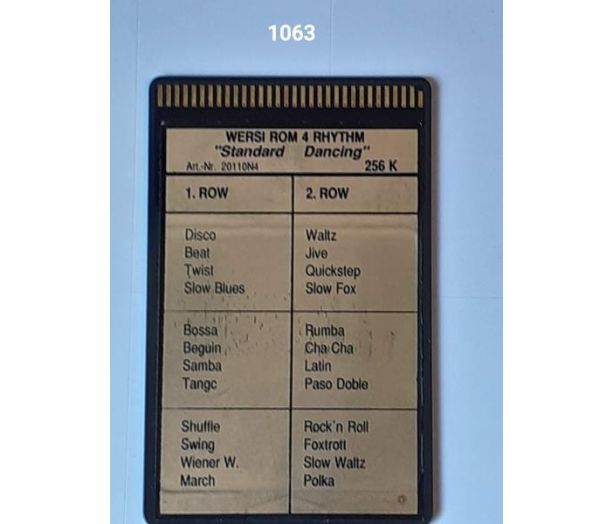 1063
WERSI ROM 4 RHYTHM
"Standard Dancing"
Art.-Nr. 20110N4 256 K
1. ROW 2. ROW
Disco Waltz
Beat Jive
Twist Quickstep
Slow Blues Slow Fox
Bossa Rumba
Beguin Cha Cha
Samba Latin
Tango Paso Doble
Shuffle Rock'n Roll
Swing Foxtrott
Wiener W. Slow Waltz
March Polka